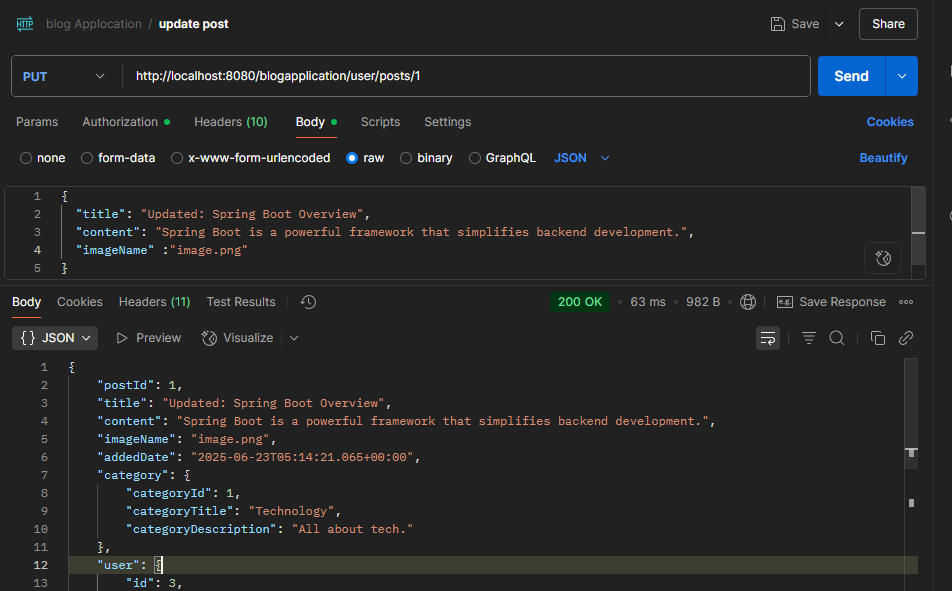 HTTP blog Applocation / update post Save Share
PUT http://localhost:8080/blogapplication/user/posts/1 Send
Params Authorization Headers (10) Body Scripts Settings Cookies
none form-data x-www-form-urlencoded raw binary GraphQL JSON Beautify
1 {
2 "title": "Updated: Spring Boot Overview",
3 "content": "Spring Boot is a powerful framework that simplifies backend development.",
4 "imageName" :"image.png"
5 }
Body Cookies Headers (11) Test Results 200 OK 63 ms 982 B e.g. Save Response
{} JSON Preview Visualize
1 {
2 "postId": 1,
3 "title": "Updated: Spring Boot Overview",
4 "content": "Spring Boot is a powerful framework that simplifies backend development.",
5 "imageName": "image.png",
6 "addedDate": "2025-06-23T05:14:21.065+00:00",
7 "category": {
8 "categoryId": 1,
9 "categoryTitle": "Technology",
10 "categoryDescription": "All about tech."
11 },
12 "user": {
13 "id": 3,